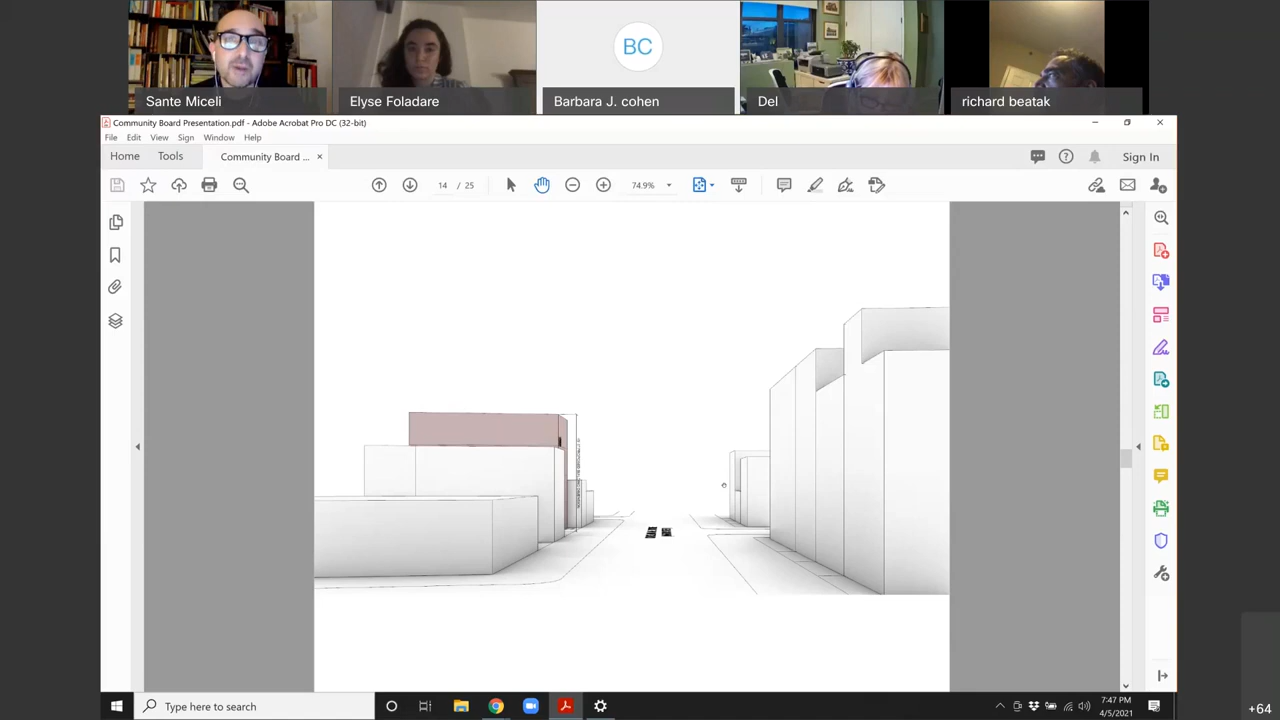 BC
Sante Miceli
Elyse Foladare
Barbara J. cohen
Del
richard beatak
Community Board Presentation.pdf - Adobe Acrobat Pro DC (32-bit)
File Edit View Sign Window Help
Home Tools Community Board ... × Sign In
14 / 25 74.9%
Type here to search
7:47 PM
4/5/2021
+64